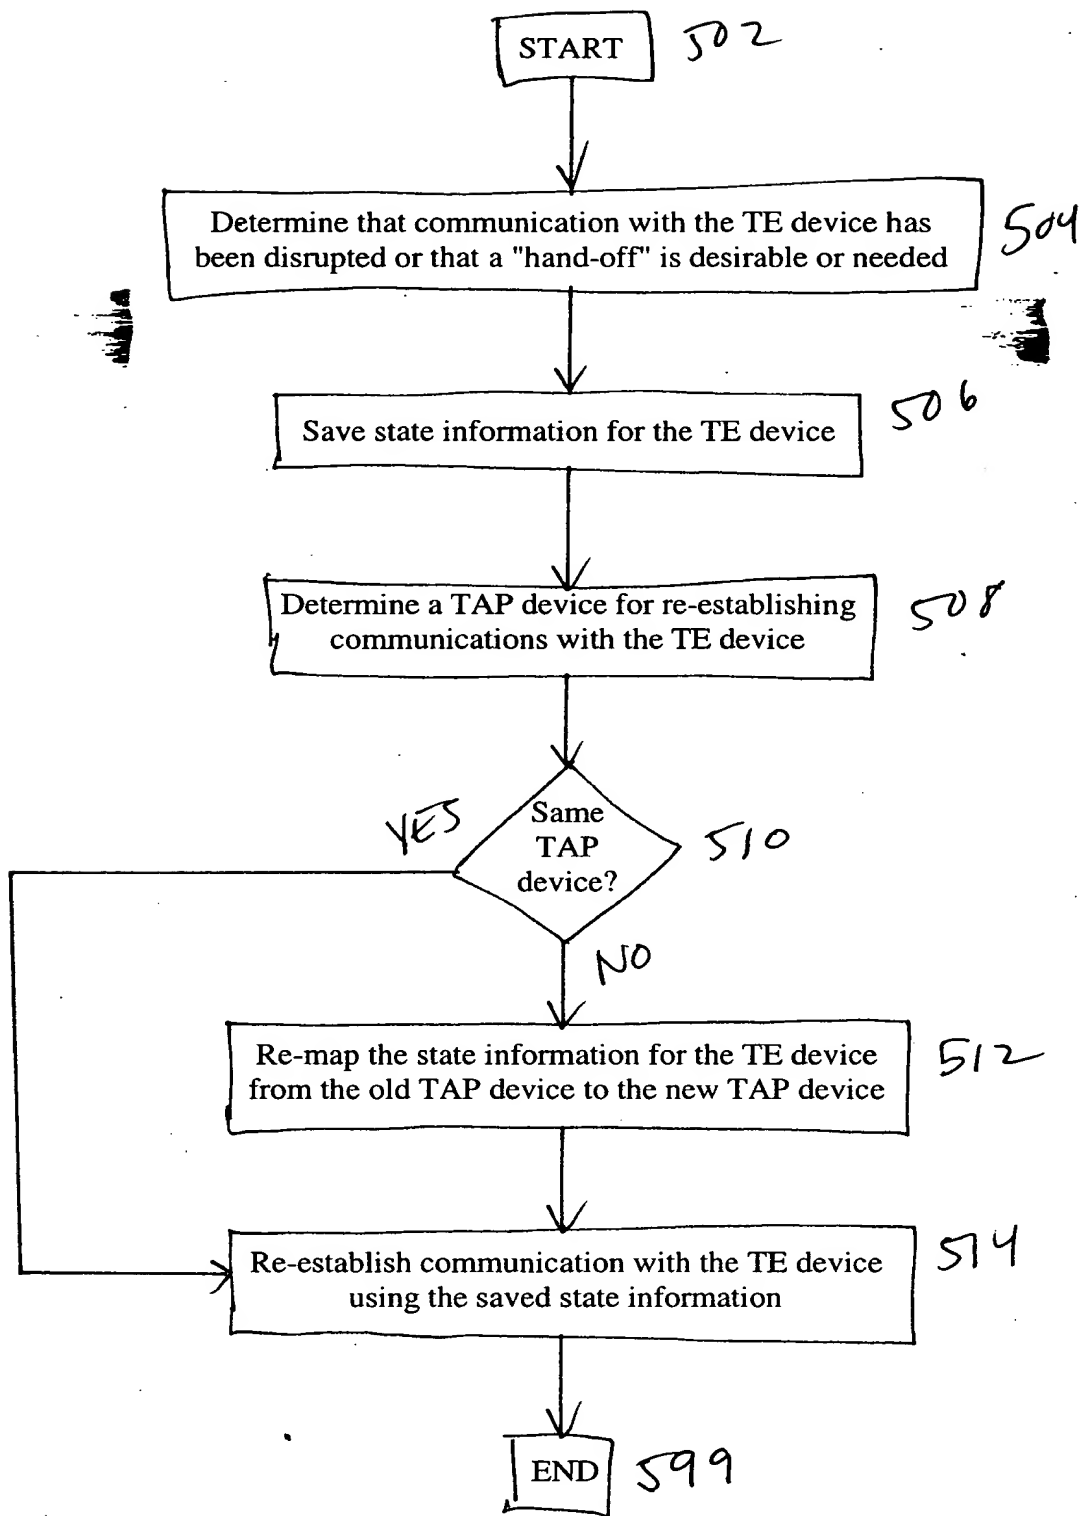 START 502
Determine that communication with the TE device has
been disrupted or that a "hand-off" is desirable or needed
504
Save state information for the TE device
506
Determine a TAP device for re-establishing
communications with the TE device
508
YES
Same
TAP
device?
510
NO
Re-map the state information for the TE device
from the old TAP device to the new TAP device
512
Re-establish communication with the TE device
using the saved state information
514
END 599